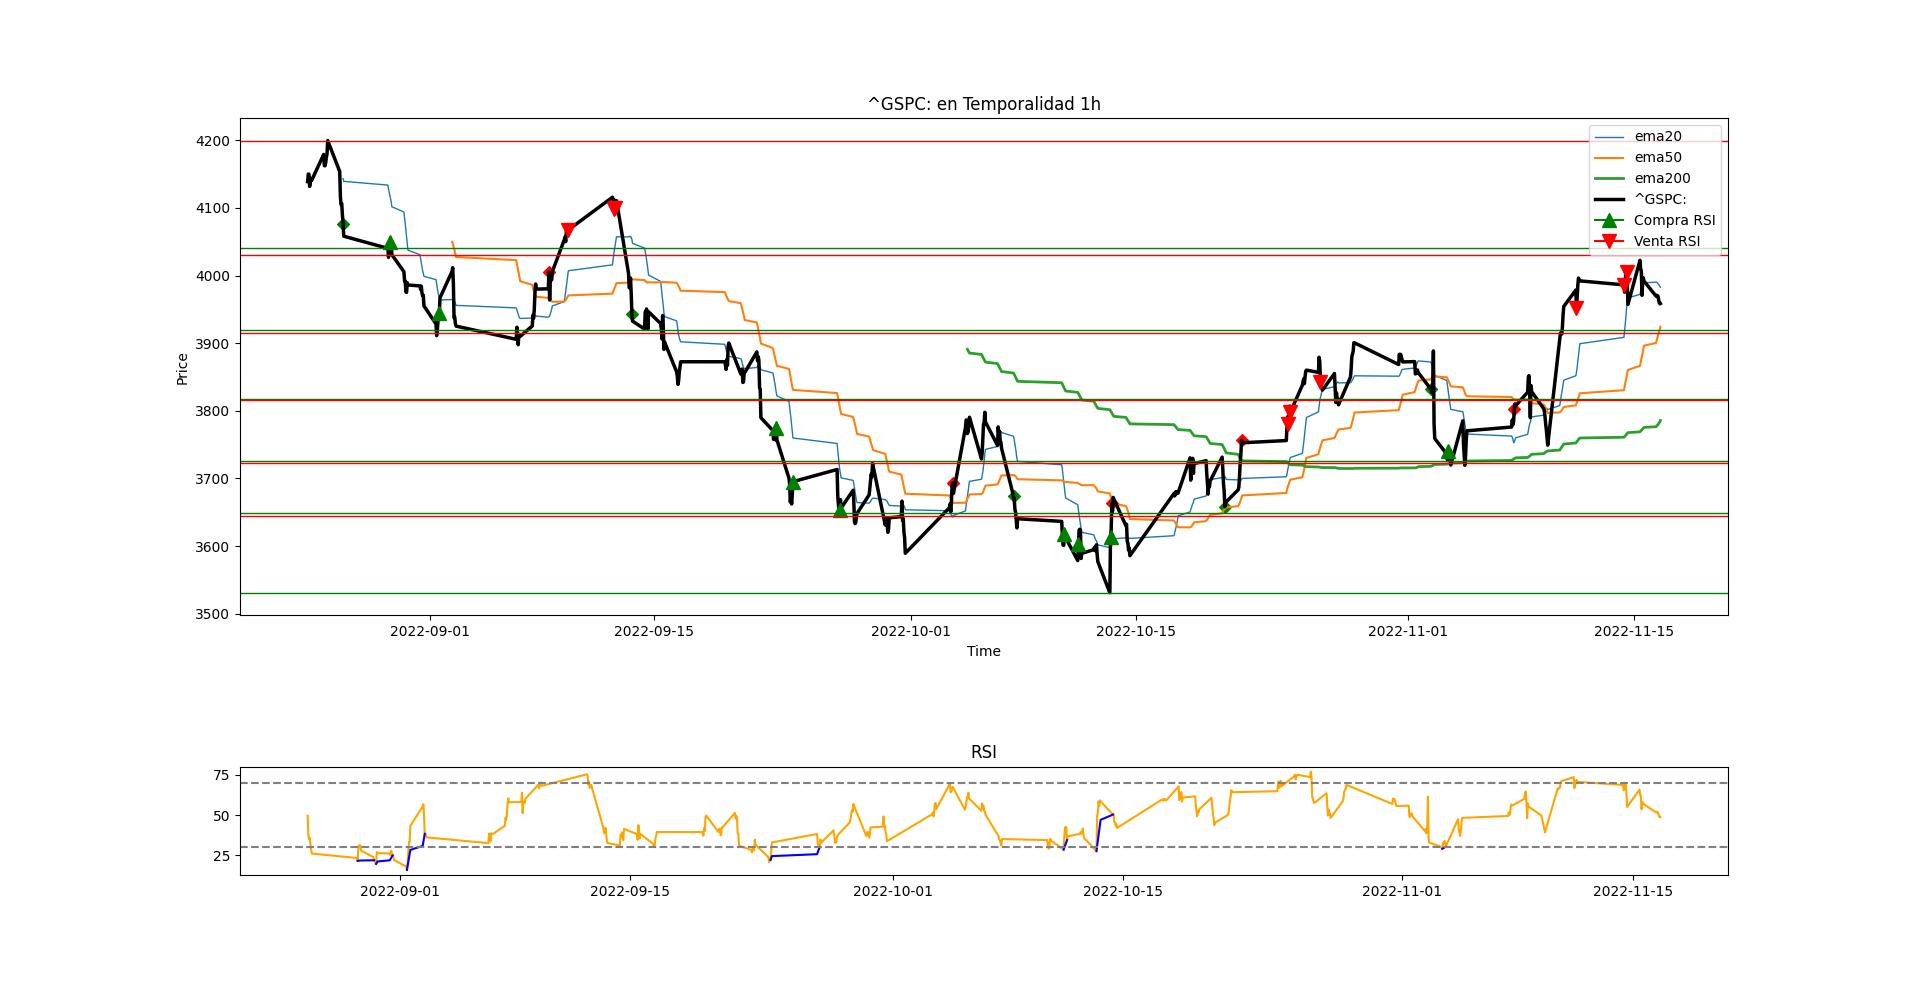 ^GSPC: en Temporalidad 1h
4200
4100
4000
3900
3800
3700
3600
3500
Price
ema20
ema50
ema200
^GSPC:
Compra RSI
Venta RSI
2022-09-01
2022-09-15
2022-10-01
2022-10-15
2022-11-01
2022-11-15
Time
RSI
75
50
25
2022-09-01
2022-09-15
2022-10-01
2022-10-15
2022-11-01
2022-11-15